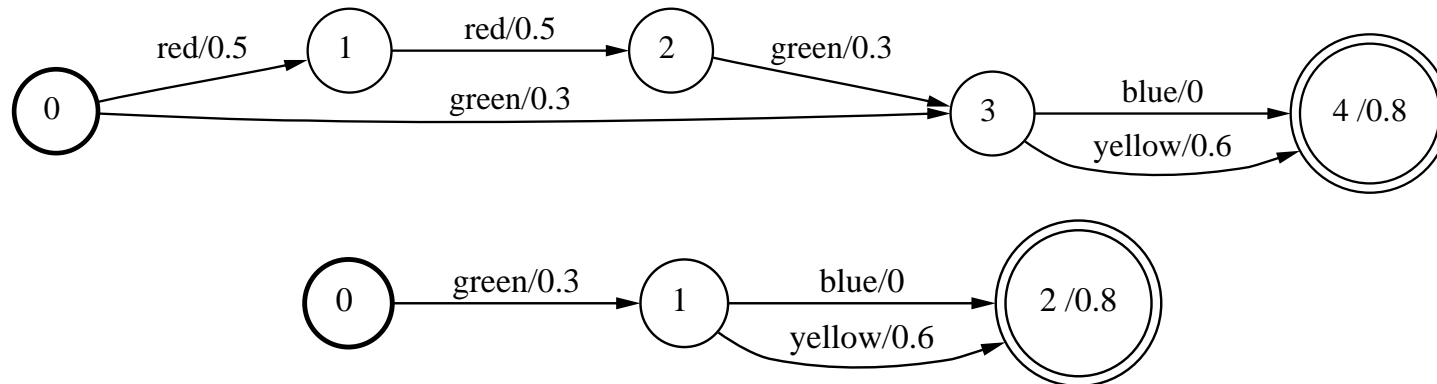 red/0.5
red/0.5
green/0.3
green/0.3
blue/0
yellow/0.6
0
1
2
3
4 /0.8
green/0.3
blue/0
yellow/0.6
0
1
2 /0.8